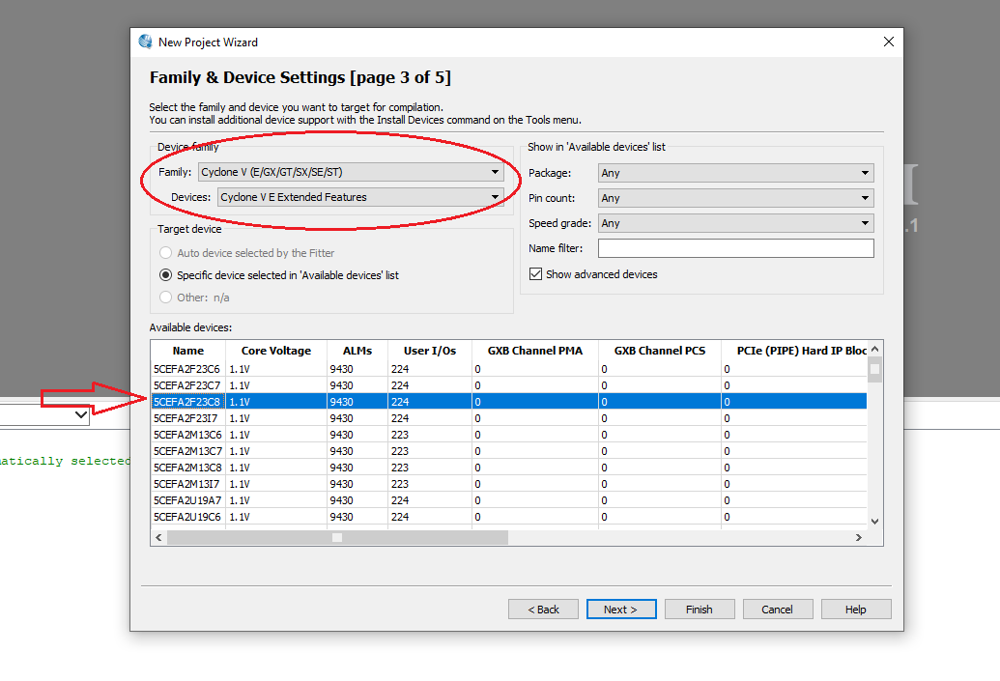 New Project Wizard
Family & Device Settings [page 3 of 5]
Select the family and device you want to target for compilation.
You can install additional device support with the Install Devices command on the Tools menu.
Device family
Family: Cyclone V (E/GX/GT/SX/SE/ST)
Devices: Cyclone V E Extended Features
Show in 'Available devices' list
Package: Any
Pin count: Any
Speed grade: Any
Name filter:
Show advanced devices
.1
Target device
Auto device selected by the Fitter
Specific device selected in 'Available devices' list
Other: n/a
Available devices:
Name Core Voltage ALMs User I/Os GXB Channel PMA GXB Channel PCS PCIe (PIPE) Hard IP Bloc
5CEFA2F23C6 1.1V 9430 224 0 0 0
5CEFA2F23C7 1.1V 9430 224 0 0 0
5CEFA2F23C8 1.1V 9430 224 0 0 0
5CEFA2F23I7 1.1V 9430 224 0 0 0
5CEFA2M13C6 1.1V 9430 223 0 0 0
5CEFA2M13C7 1.1V 9430 223 0 0 0
5CEFA2M13C8 1.1V 9430 223 0 0 0
5CEFA2M13I7 1.1V 9430 223 0 0 0
5CEFA2U19A7 1.1V 9430 224 0 0 0
5CEFA2U19C6 1.1V 9430 224 0 0 0
matically selected
< Back Next > Finish Cancel Help